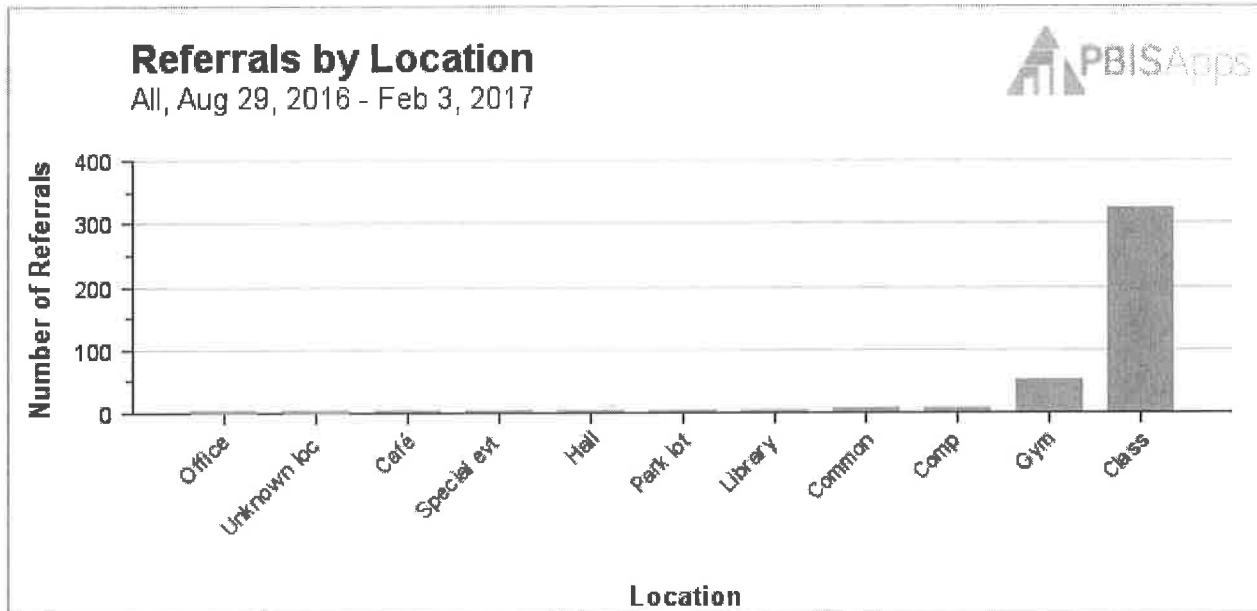 Referrals by Location
All, Aug 29, 2016 - Feb 3, 2017
PBISApps
Number of Referrals
400
300
200
100
0
Office
Unknown loc
Café
Special evt
Hall
Park lot
Library
Common
Comp
Gym
Class
Location